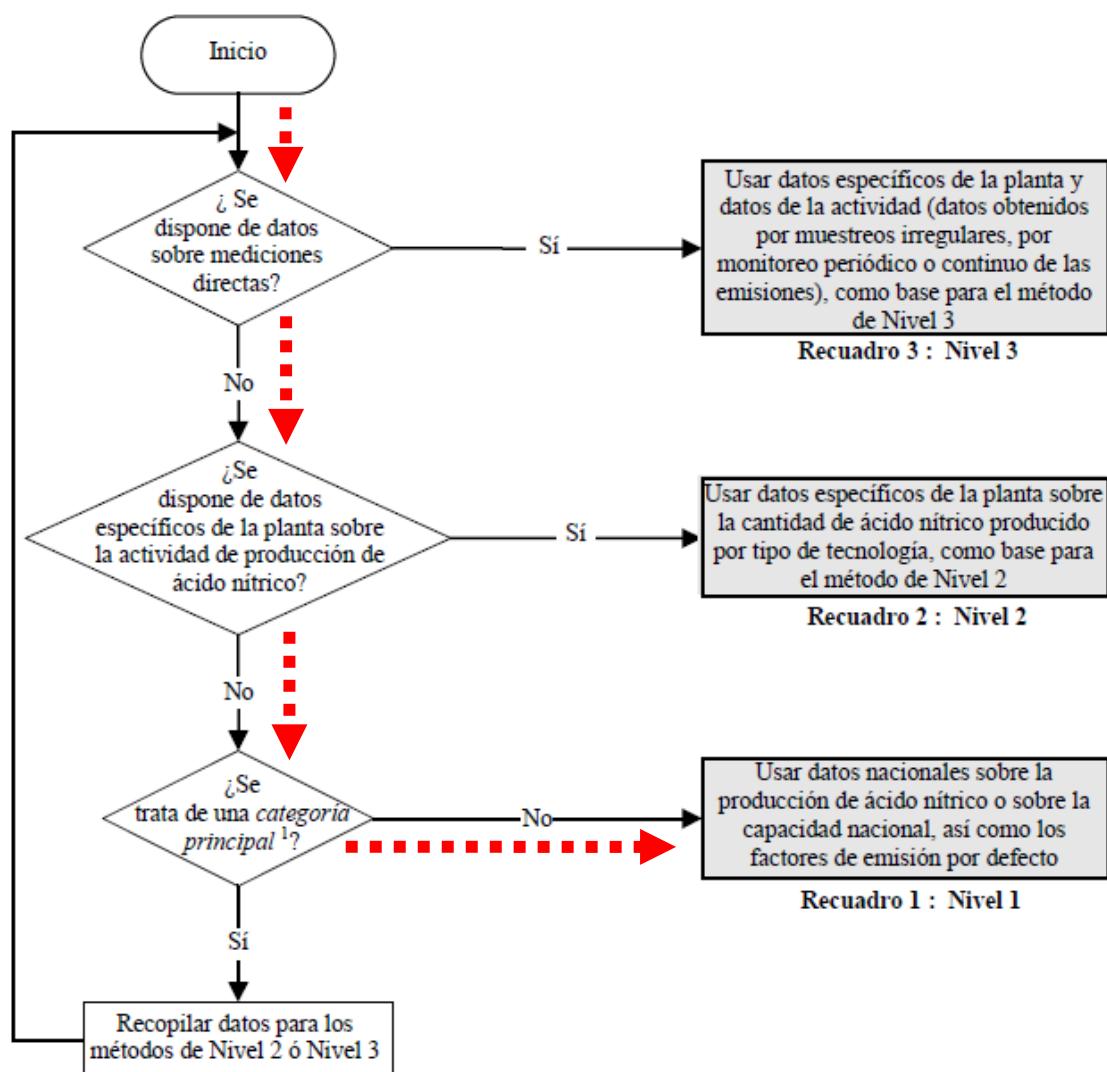 Inicio
¿ Se
dispone de datos
sobre mediciones
directas?
Sí
Usar datos específicos de la planta y
datos de la actividad (datos obtenidos
por muestreos irregulares, por
monitoreo periódico o continuo de las
emisiones), como base para el método
de Nivel 3
Recuadro 3 : Nivel 3
No
¿Se
dispone de datos
específicos de la planta sobre
la actividad de producción de
ácido nítrico?
Sí
Usar datos específicos de la planta sobre
la cantidad de ácido nítrico producido
por tipo de tecnología, como base para
el método de Nivel 2
Recuadro 2 : Nivel 2
No
¿Se
trata de una categoría
principal ¹?
No
Usar datos nacionales sobre la
producción de ácido nítrico o sobre la
capacidad nacional, así como los
factores de emisión por defecto
Recuadro 1 : Nivel 1
Sí
Recopilar datos para los
métodos de Nivel 2 ó Nivel 3